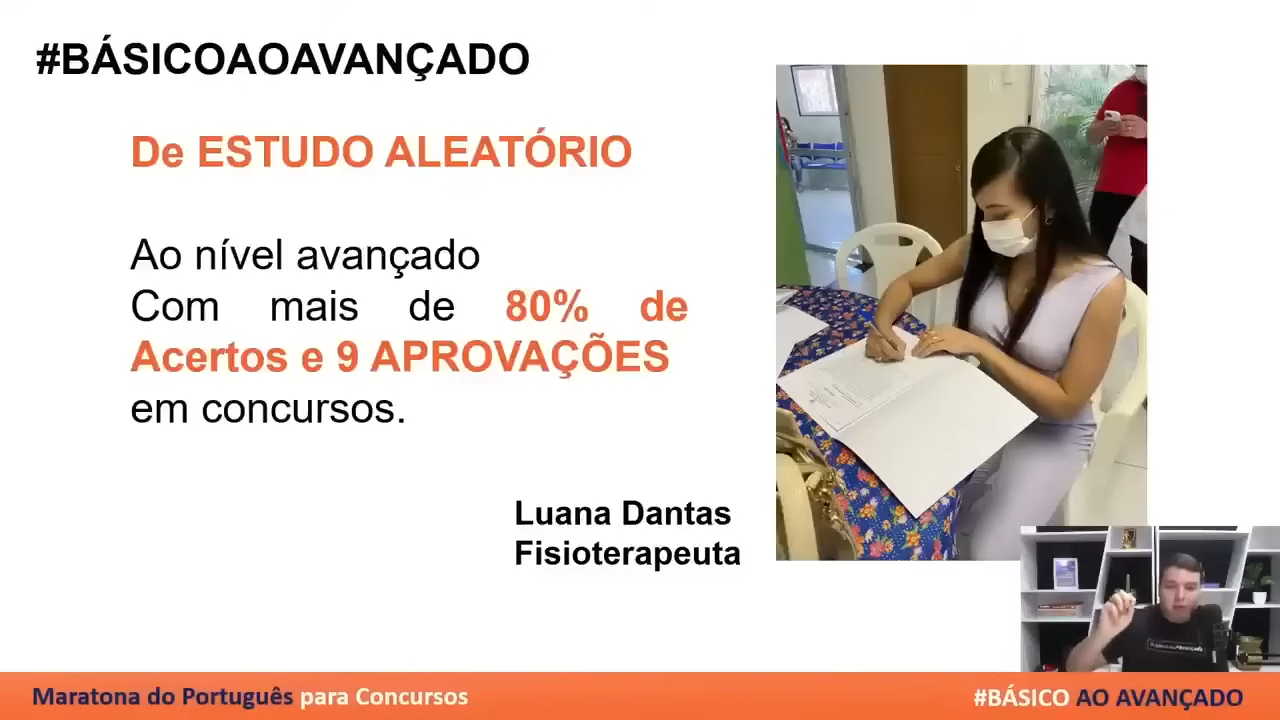 #BÁSICOAOAVANÇADO
De ESTUDO ALEATÓRIO
Ao nível avançado
Com mais de 80% de
Acertos e 9 APROVAÇÕES
em concursos.
Luana Dantas
Fisioterapeuta
Maratona do Português para Concursos
#BÁSICO AO AVANÇADO